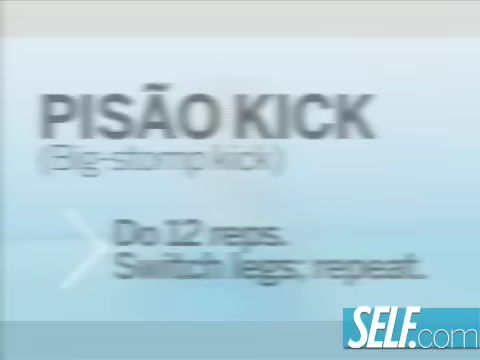 PISÃO KICK
(Big-stomp kick)
Do 12 reps.
Switch legs; repeat.
SELF.com